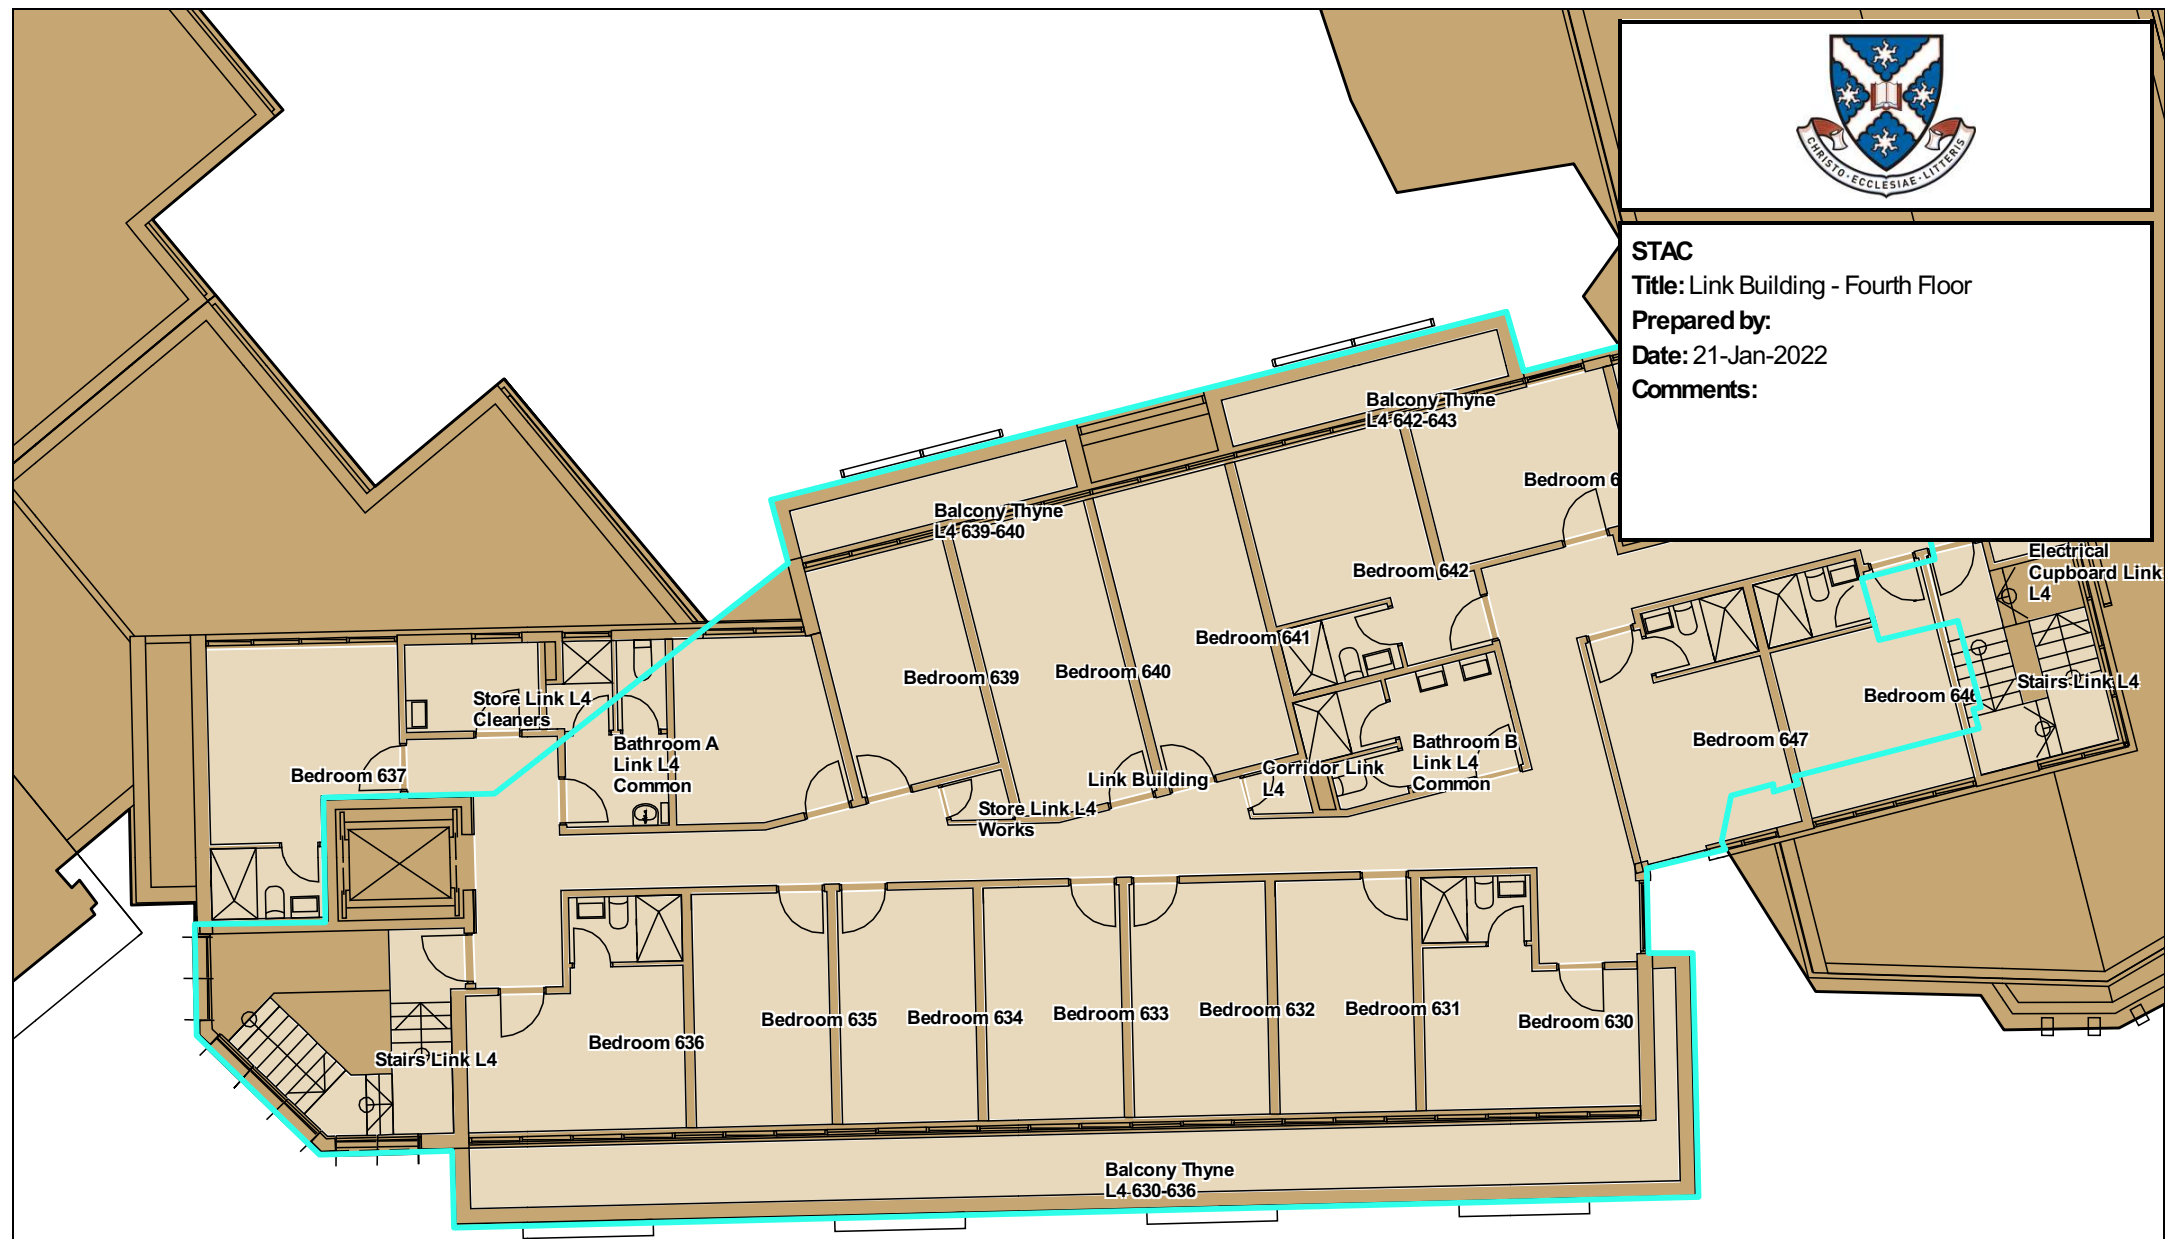 CHRISTO·ECCLESIAE·LITTERIS
STAC
Title: Link Building - Fourth Floor
Prepared by:
Date: 21-Jan-2022
Comments:
Balcony Thyne
L4 642-643
Bedroom 6
Balcony Thyne
L4 639-640
Electrical
Cupboard Link
L4
Bedroom 642
Bedroom 641
Bedroom 640
Bedroom 639
Stairs Link L4
Bedroom 646
Store Link L4
Cleaners
Bathroom A
Link L4
Common
Bedroom 647
Bathroom B
Link L4
Common
Corridor Link
L4
Link Building
Bedroom 637
Store Link L4
Works
Bedroom 631
Bedroom 632
Bedroom 633
Bedroom 634
Bedroom 635
Bedroom 630
Bedroom 636
Stairs Link L4
Balcony Thyne
L4 630-636